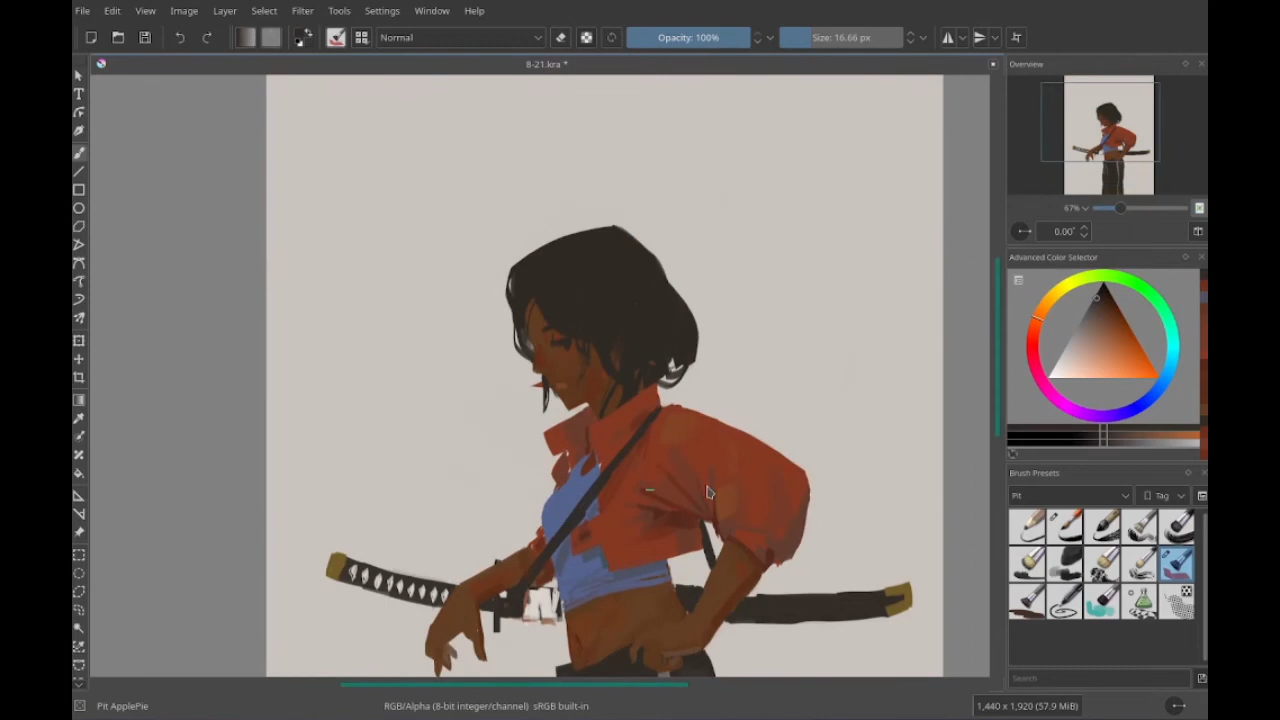 File Edit View Image Layer Select Filter Tools Settings Window Help
Normal Opacity: 100% Size: 16.66 px
8-21.kra * Overview
67%
0.00°
Advanced Color Selector
Brush Presets
Pit Tag
Search
Pit ApplePie RGB/Alpha (8-bit integer/channel) sRGB built-in 1,440 x 1,920 (57.9 MiB)